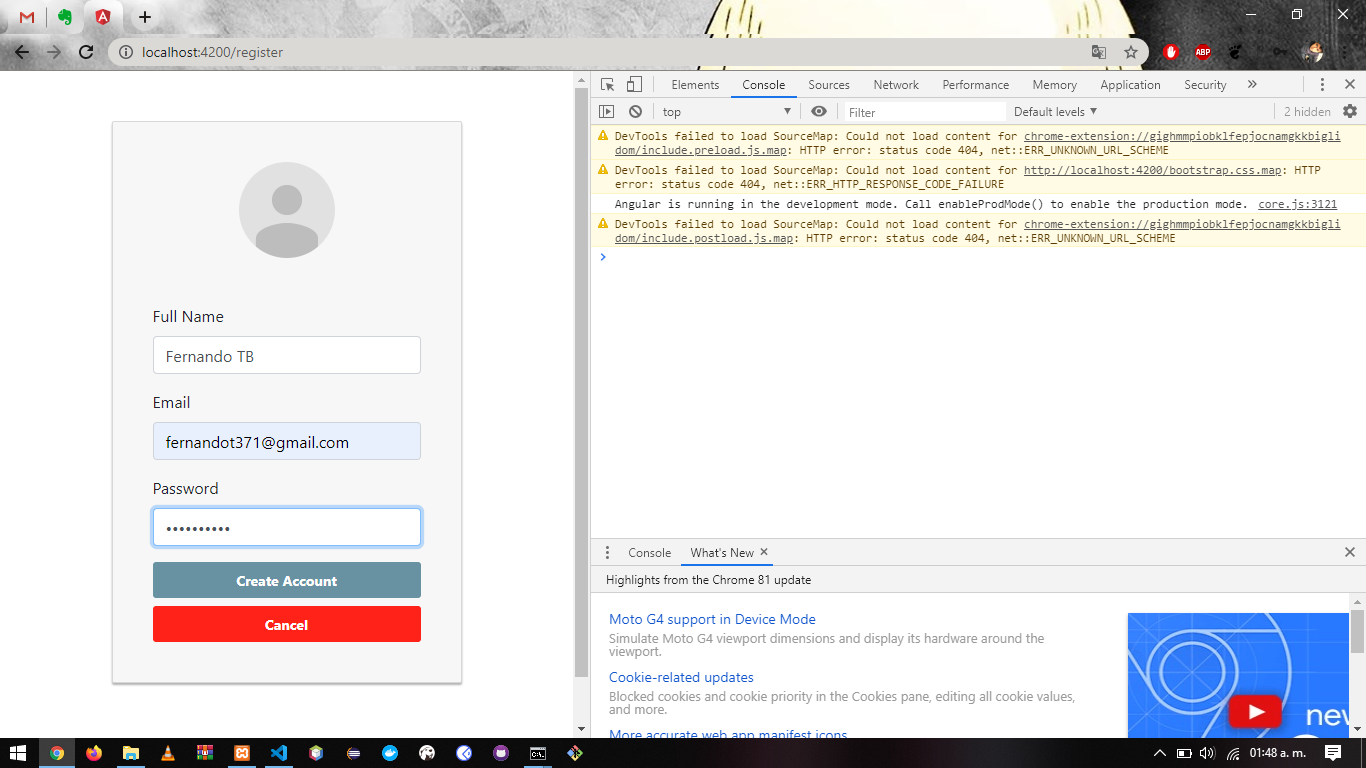 localhost:4200/register
ABP
Elements Console Sources Network Performance Memory Application Security
top Filter Default levels 2 hidden
DevTools failed to load SourceMap: Could not load content for chrome-extension://gighmmpiobklfepjocnamgkkbigli
dom/include.preload.js.map: HTTP error: status code 404, net::ERR_UNKNOWN_URL_SCHEME
DevTools failed to load SourceMap: Could not load content for http://localhost:4200/bootstrap.css.map: HTTP
error: status code 404, net::ERR_HTTP_RESPONSE_CODE_FAILURE
Angular is running in the development mode. Call enableProdMode() to enable the production mode. core.js:3121
DevTools failed to load SourceMap: Could not load content for chrome-extension://gighmmpiobklfepjocnamgkkbigli
dom/include.postload.js.map: HTTP error: status code 404, net::ERR_UNKNOWN_URL_SCHEME
Full Name
Fernando TB
Email
fernandot371@gmail.com
Password
••••••••••
Create Account
Cancel
Console What's New
Highlights from the Chrome 81 update
Moto G4 support in Device Mode
Simulate Moto G4 viewport dimensions and display its hardware around the
viewport.
Cookie-related updates
Blocked cookies and cookie priority in the Cookies pane, editing all cookie values,
and more.
More accurate web app manifest icons
new
01:48 a. m.